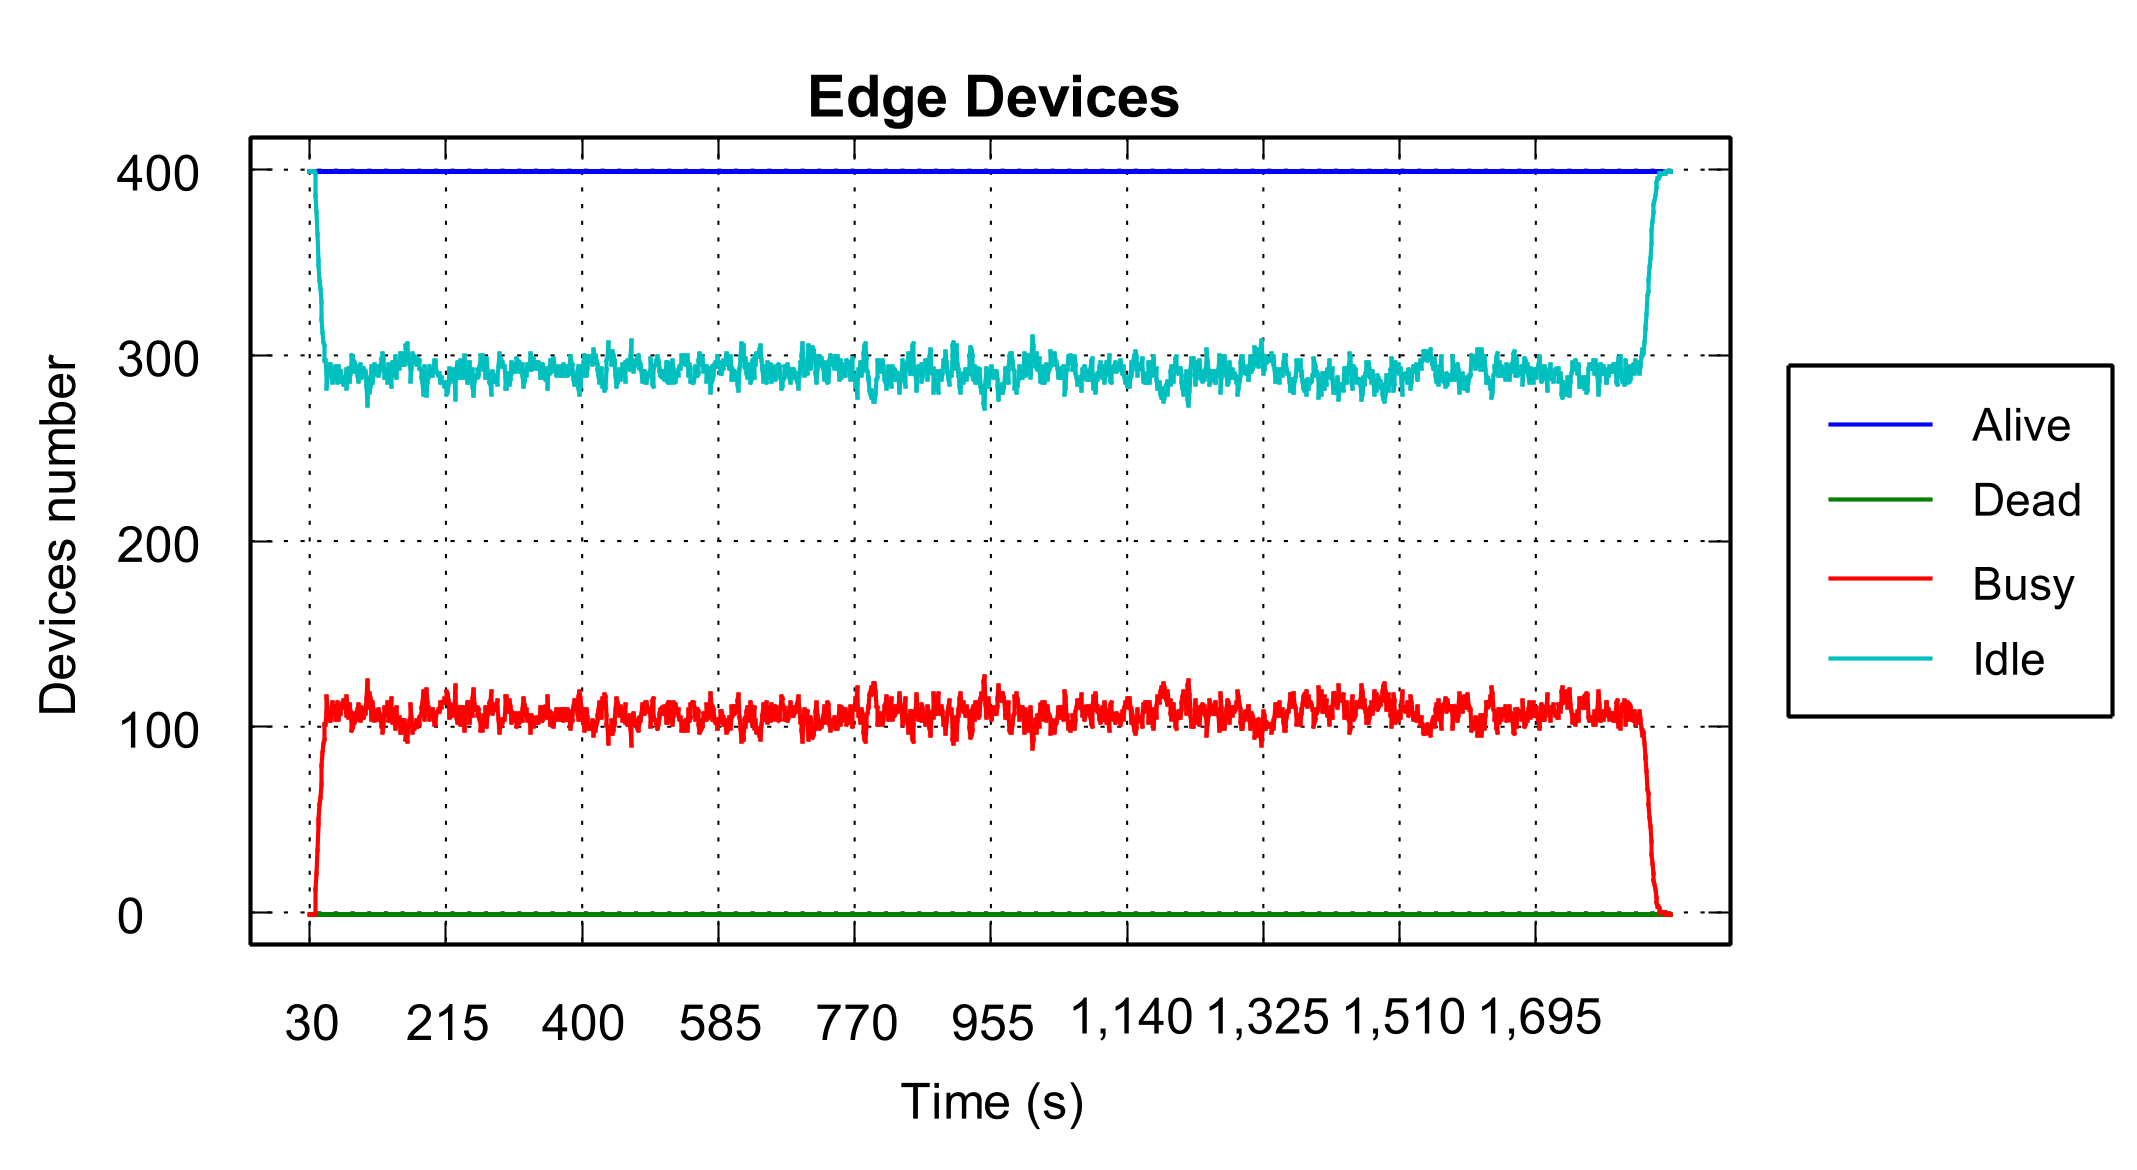 Edge Devices
400
300
200
100
0
Devices number
30 215 400 585 770 955 1,140 1,325 1,510 1,695
Time (s)
Alive
Dead
Busy
Idle